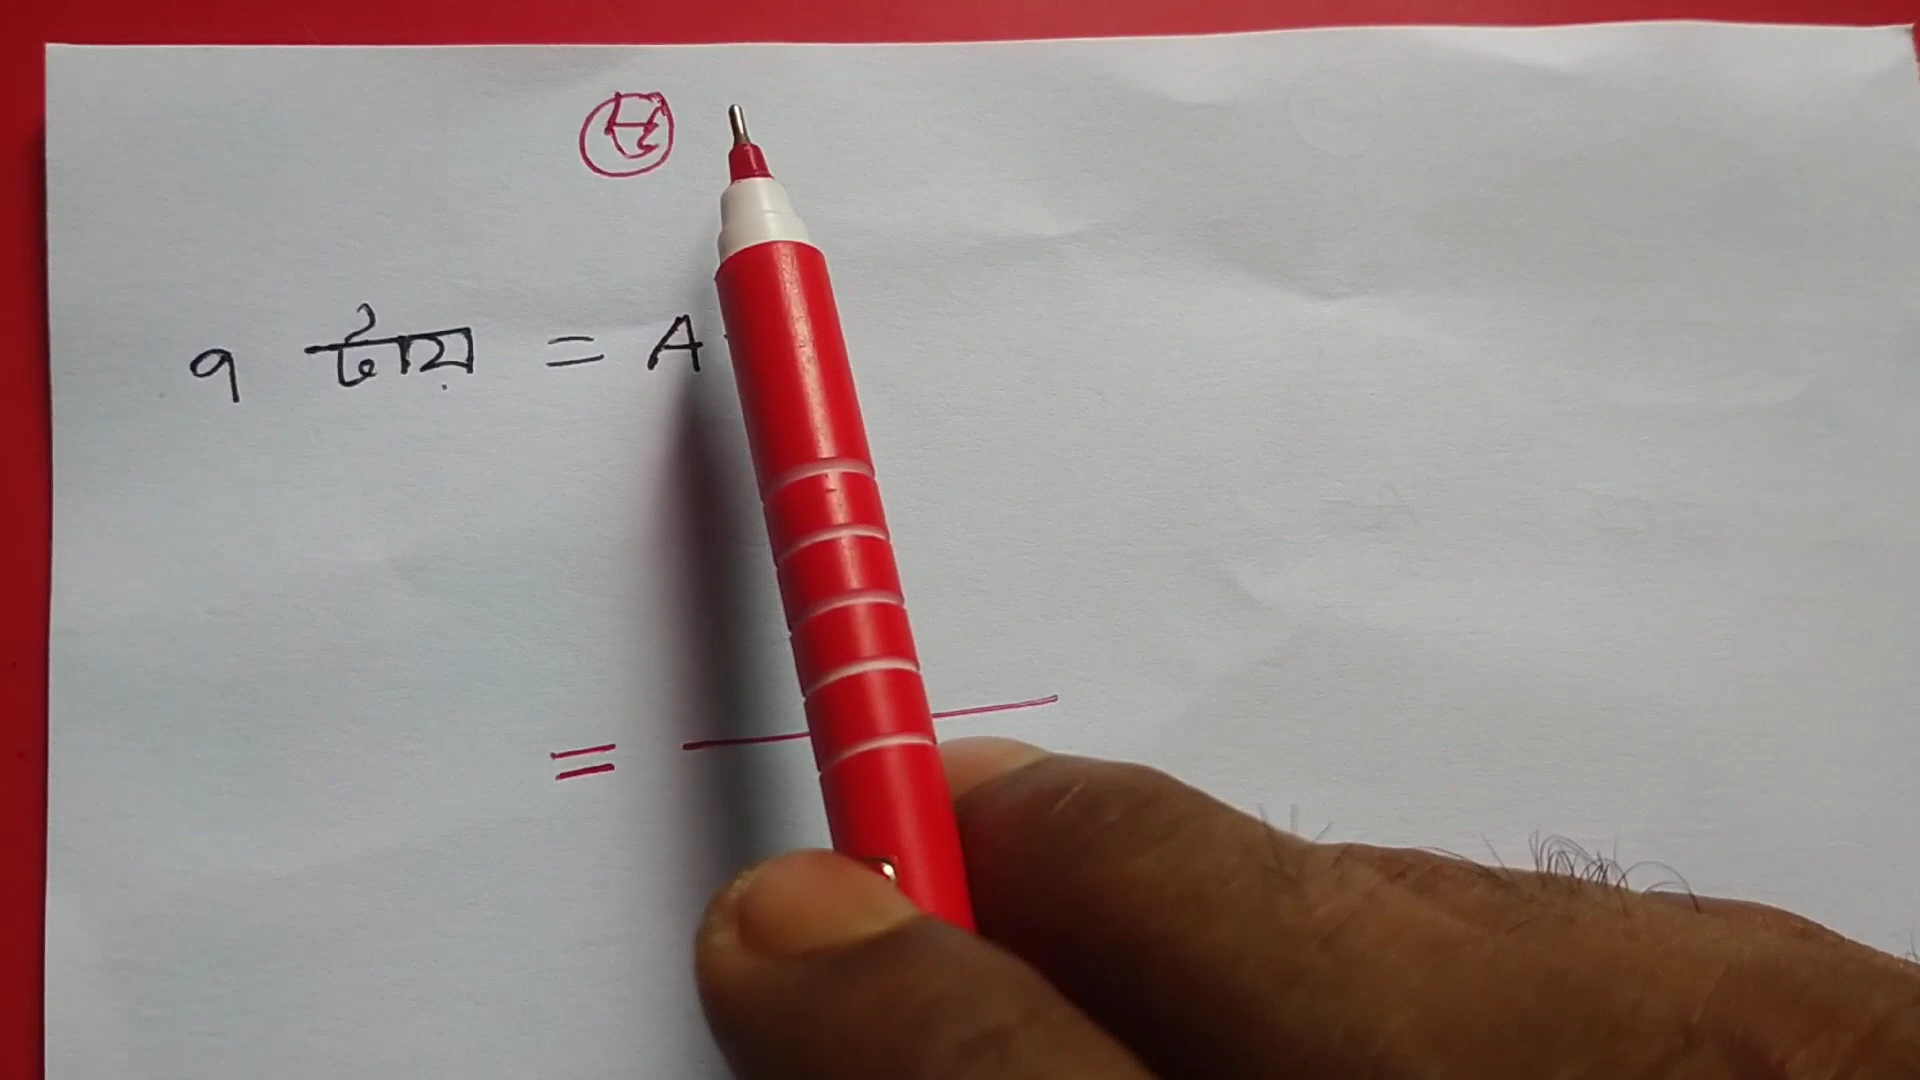 ৭ টায় = A
=